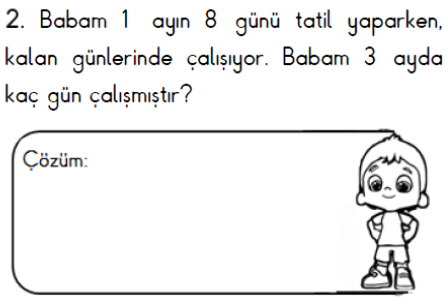 2. Babam 1 ayın 8 günü tatil yaparken,
kalan günlerinde çalışıyor. Babam 3 ayda
kaç gün çalışmıştır?
Çözüm: